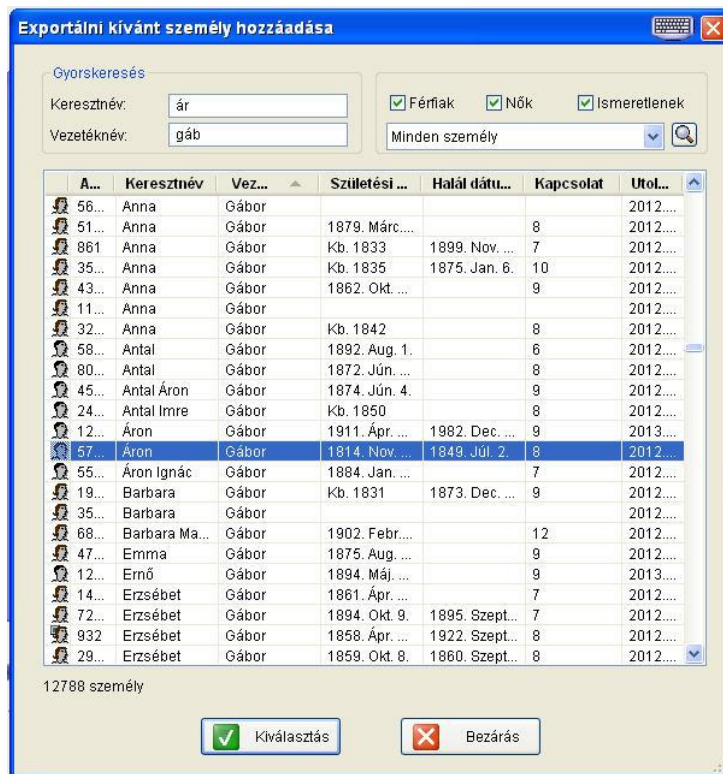 Exportálni kívánt személy hozzáadása
Gyorskeresés
Keresztnév: ár
Vezetéknév: gáb
Férfiak Nők Ismeretlenek
Minden személy
A... Keresztnév Vez... Születési ... Halál dátu... Kapcsolat Utol...
56... Anna Gábor 2012....
51... Anna Gábor 1879. Márc.... 8 2012....
861 Anna Gábor Kb. 1833 1899. Nov. ... 7 2012....
35... Anna Gábor Kb. 1835 1875. Jan. 6. 10 2012....
43... Anna Gábor 1862. Okt. ... 9 2012....
11... Anna Gábor 2012....
32... Anna Gábor Kb. 1842 8 2012....
58... Antal Gábor 1892. Aug. 1. 6 2012....
80... Antal Gábor 1872. Jún. ... 8 2012....
45... Antal Áron Gábor 1874. Jún. 4. 9 2012....
24... Antal Imre Gábor Kb. 1850 8 2012....
12... Áron Gábor 1911. Ápr. ... 1982. Dec. ... 9 2013....
57... Áron Gábor 1814. Nov. ... 1849. Júl. 2. 8 2012....
55... Áron Ignác Gábor 1884. Jan. ... 7 2012....
19... Barbara Gábor Kb. 1831 1873. Dec. ... 9 2012....
35... Barbara Gábor 2012....
68... Barbara Ma... Gábor 1902. Febr.... 12 2012....
47... Emma Gábor 1875. Aug. ... 9 2012....
12... Ernő Gábor 1894. Máj. ... 9 2013....
14... Erzsébet Gábor 1861. Ápr. ... 7 2012....
72... Erzsébet Gábor 1894. Okt. 9. 1895. Szept... 7 2012....
932 Erzsébet Gábor 1858. Ápr. ... 1922. Szept... 8 2012....
29... Erzsébet Gábor 1859. Okt. 8. 1860. Szept... 8 2012....
12788 személy
Kiválasztás Bezárás